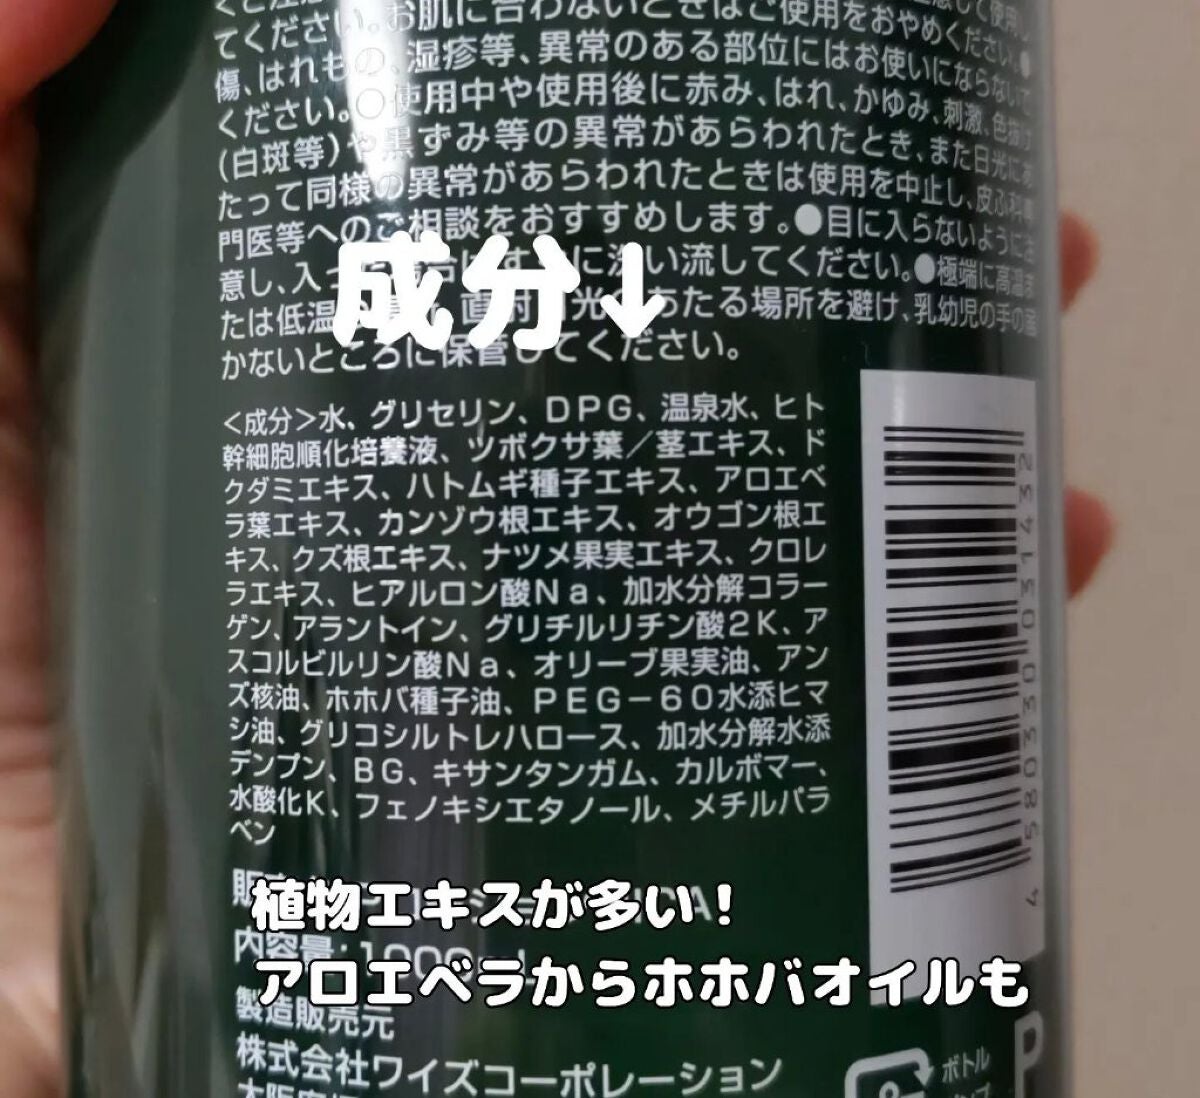 てください。お肌に合わないときはご使用をおやめください。●
傷、はれもの、湿疹等、異常のある部位にはお使いにならないで
ください。●使用中や使用後に赤み、はれ、かゆみ、刺激、色抜け
(白斑等)や黒ずみ等の異常があらわれたとき、また日光にあ
たって同様の異常があらわれたときは使用を中止し、皮ふ科専
門医等へのご相談をおすすめします。●目に入らないように注
意し、入っ に洗い流してください。●極端に高温ま
たは低温 直射 光 あたる場所を避け、乳幼児の手の届
かないところに保管してください。
成分↓
<成分>水、グリセリン、DPG、温泉水、ヒト
幹細胞順化培養液、ツボクサ葉／茎エキス、ド
クダミエキス、ハトムギ種子エキス、アロエベ
ラ葉エキス、カンゾウ根エキス、オウゴン根エ
キス、クズ根エキス、ナツメ果実エキス、クロレ
ラエキス、ヒアルロン酸Na、加水分解コラー
ゲン、アラントイン、グリチルリチン酸2K、ア
スコルビルリン酸Na、オリーブ果実油、アン
ズ核油、ホホバ種子油、PEG－60水添ヒマ
シ油、グリコシルトレハロース、加水分解水添
デンプン、BG、キサンタンガム、カルボマー、
水酸化K、フェノキシエタノール、メチルパラ
ベン
植物エキスが多い！
内容量:1000
アロエベラからホホバオイルも
製造販売元
株式会社ワイズコーポレーション
ボトル
4580303031432